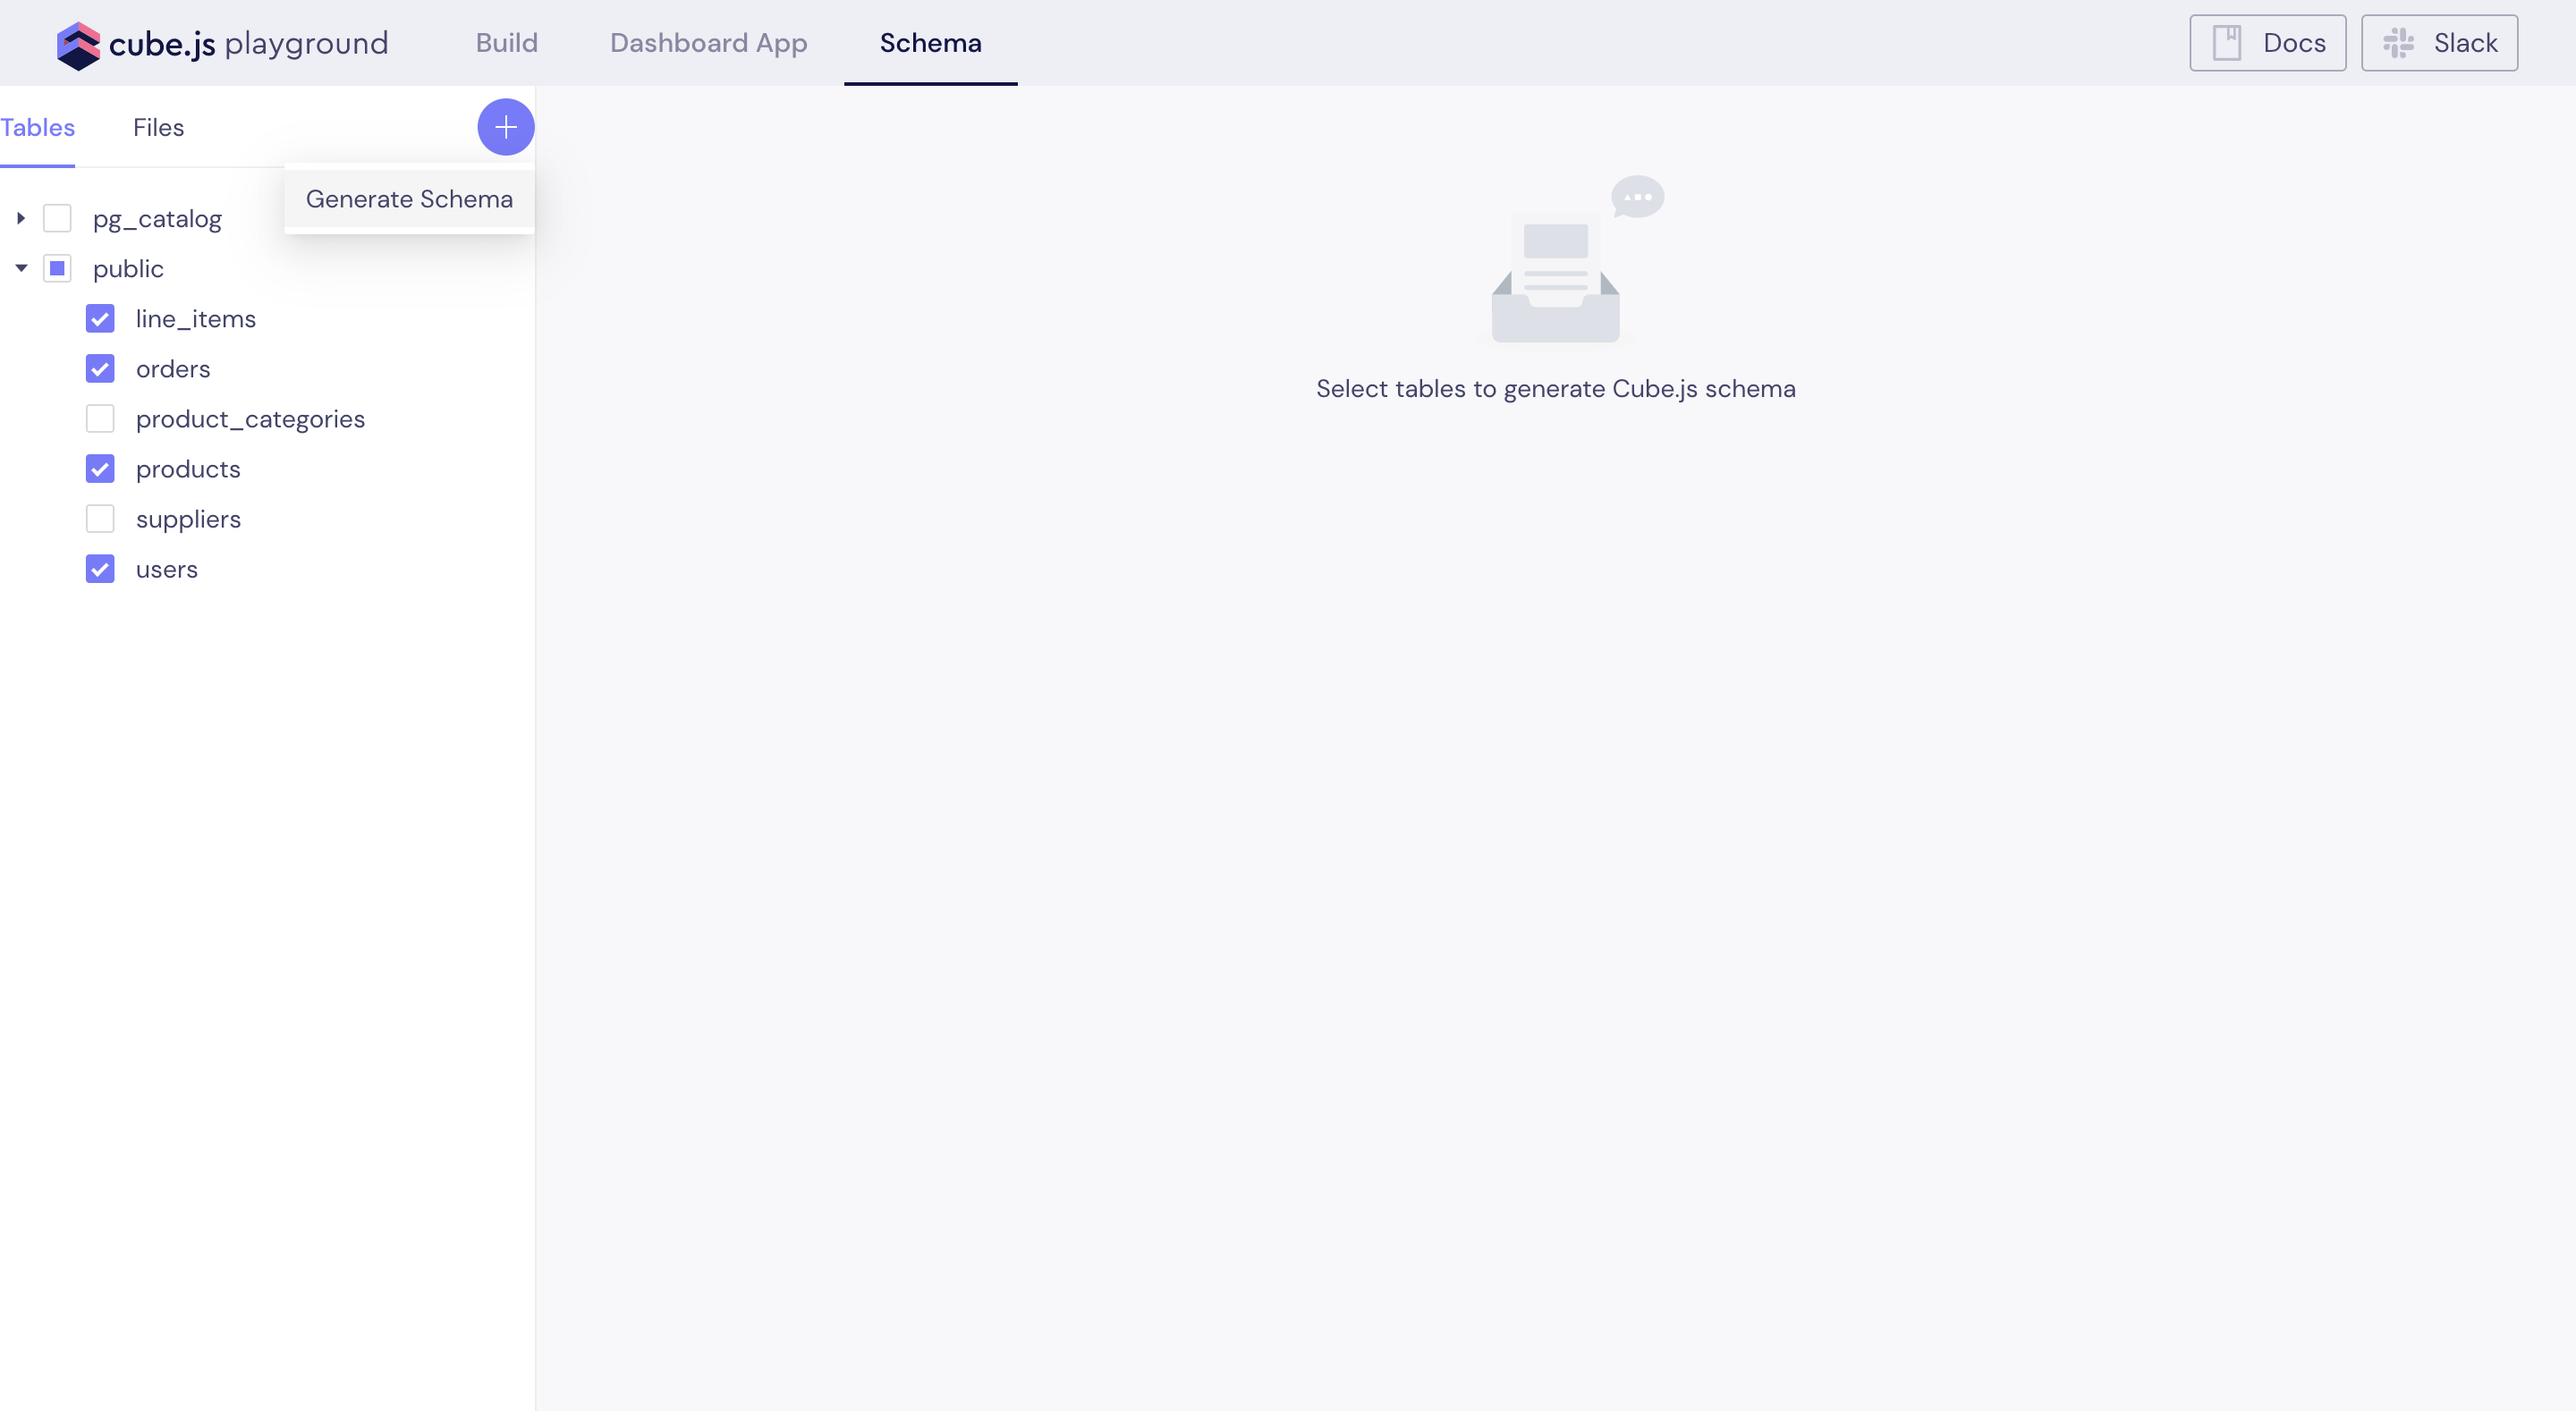 cube.js playground
Build
Dashboard App
Schema
Docs
Slack
Tables
Files
Generate Schema
pg_catalog
public
line_items
orders
product_categories
products
suppliers
users
Select tables to generate Cube.js schema